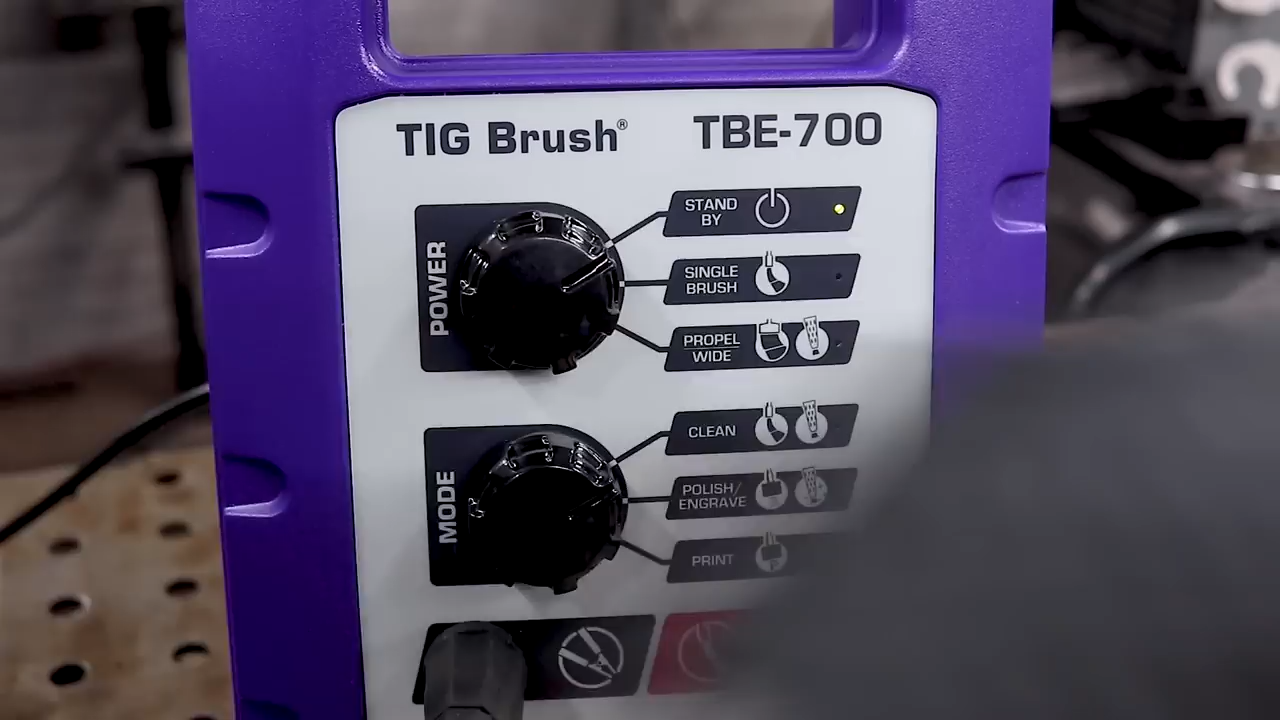 TIG Brush® TBE-700
POWER
STAND
BY
SINGLE
BRUSH
PROPEL
WIDE
MODE
CLEAN
POLISH/
ENGRAVE
PRINT